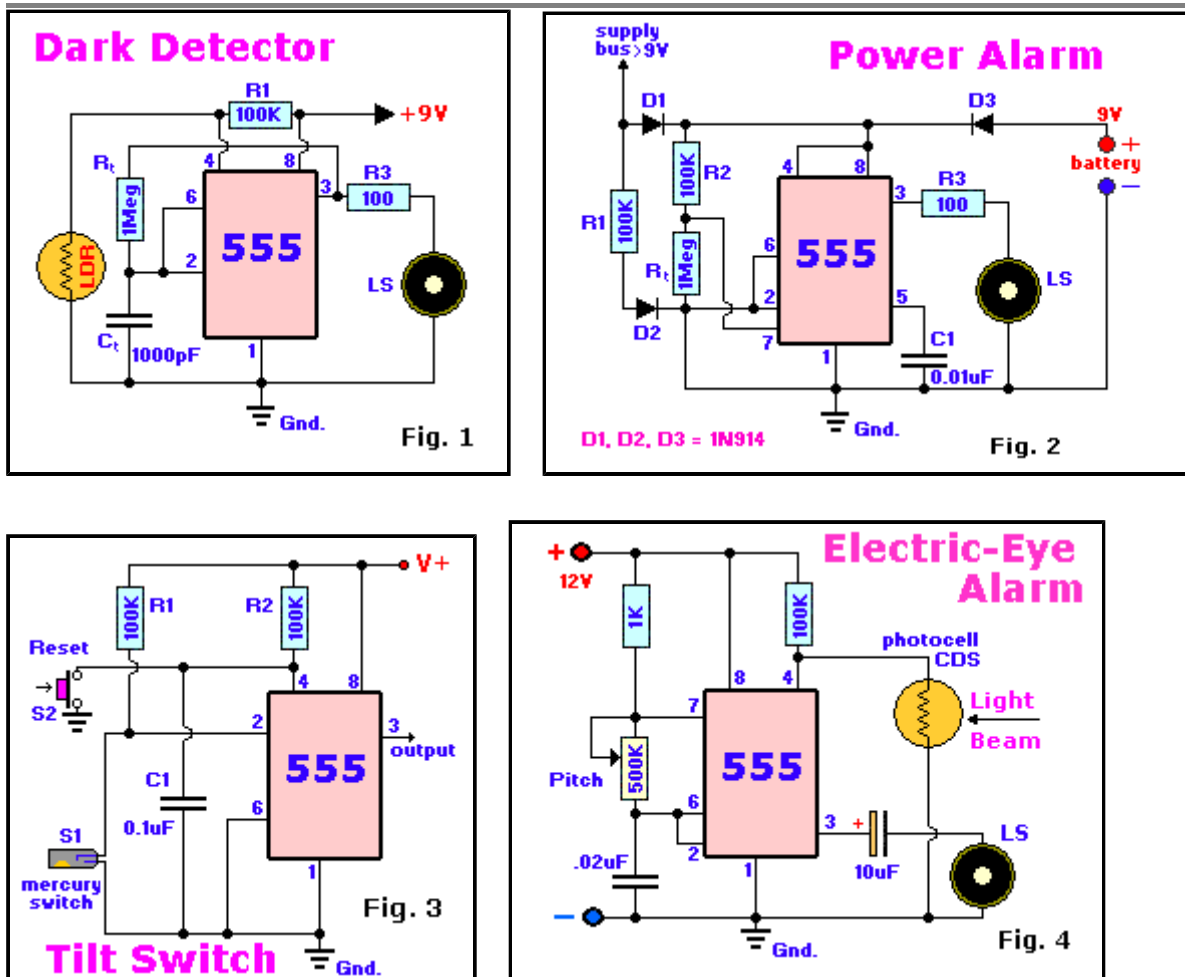 Dark Detector
R1
100K
+9V
4
8
Rt
1Meg
3
R3
100
6
555
2
LDR
LS
Ct
1000pF
1
Gnd.
Fig. 1
supply
bus>9V
Power Alarm
D1
D3
9V
+
battery
−
4
8
100K
R2
3
R3
100
R1
100K
6
555
Rt
1Meg
LS
2
5
D2
7
C1
1
0.01uF
Gnd.
D1, D2, D3 = 1N914
Fig. 2
V+
R1
100K
R2
100K
Reset
S2
4
8
2
3
output
555
C1
0.1uF
6
S1
mercury
switch
1
Fig. 3
Tilt Switch
Gnd.
+
12V
Electric-Eye
Alarm
1K
100K
photocell
CDS
8
4
7
Light
Beam
Pitch
500K
555
6
3
+
LS
2
.02uF
10uF
1
−
Gnd.
Fig. 4